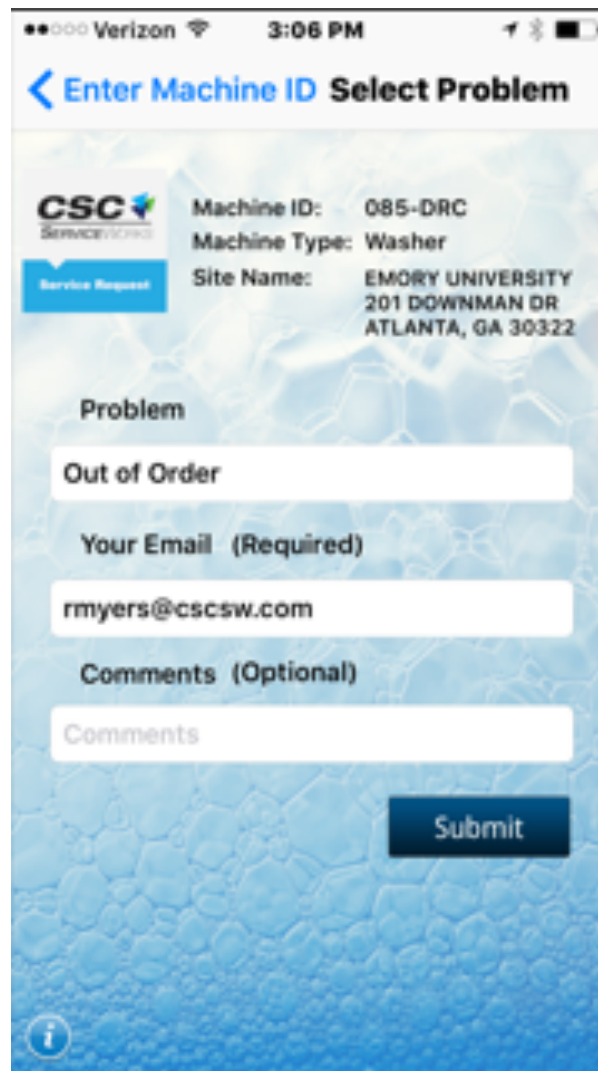 Verizon 3:06 PM
Enter Machine ID Select Problem
CSC
SERVICEWORKS
Service Request
Machine ID: 085-DRC
Machine Type: Washer
Site Name: EMORY UNIVERSITY
201 DOWNMAN DR
ATLANTA, GA 30322
Problem
Out of Order
Your Email (Required)
rmyers@cscsw.com
Comments (Optional)
Comments
Submit
i